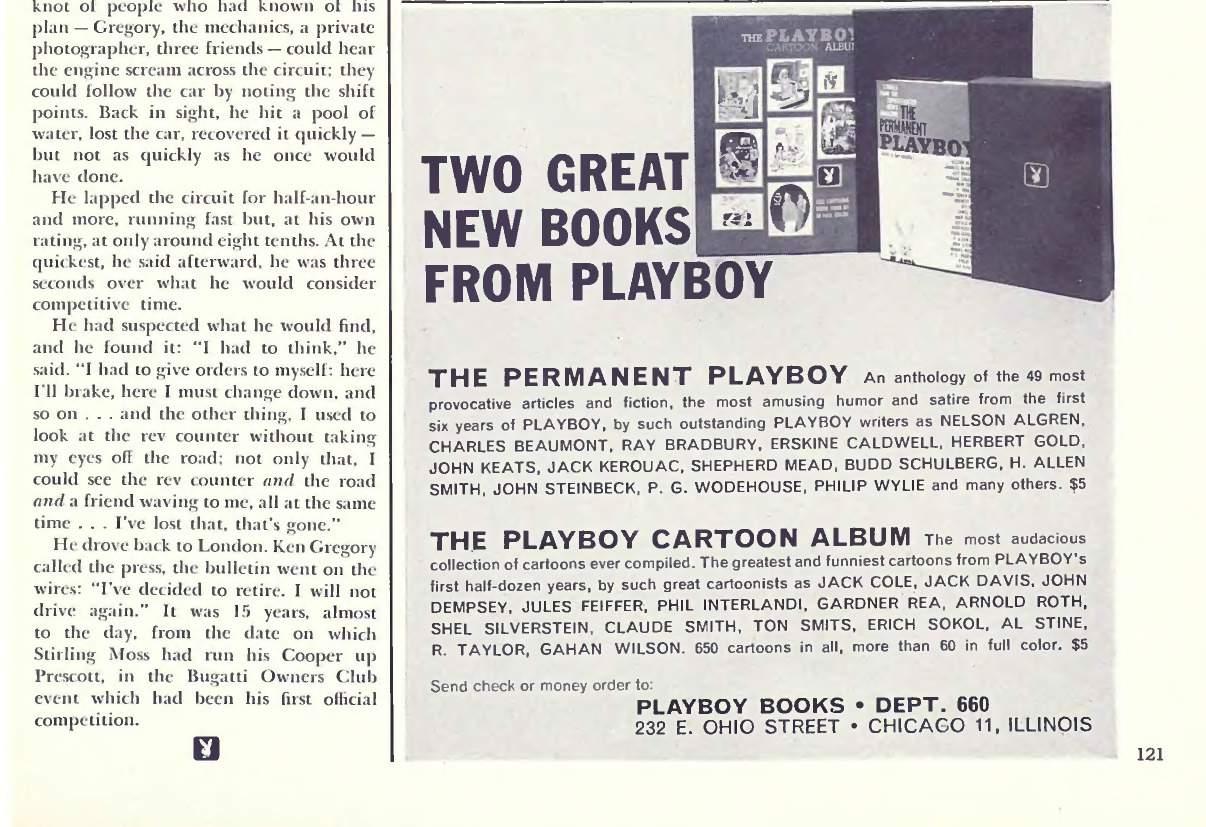 knot of people who had known of his
plan — Gregory, the mechanics, a private
photographer, three friends — could hear
the engine scream across the circuit; they
could follow the car by noting the shift
points. Back in sight, he hit a pool of
water, lost the car, recovered it quickly —
but not as quickly as he once would
have done.
He lapped the circuit for half-an-hour
and more, running fast but, at his own
rating, at only around eight tenths. At the
quickest, he said afterward, he was three
seconds over what he would consider
competitive time.
He had suspected what he would find,
and he found it: "I had to think," he
said. "I had to give orders to myself: here
I'll brake, here I must change down, and
so on . . . and the other thing, I used to
look at the rev counter without taking
my eyes off the road; not only that, I
could see the rev counter and the road
and a friend waving to me, all at the same
time . . . I've lost that, that's gone."
He drove back to London. Ken Gregory
called the press, the bulletin went on the
wires: "I've decided to retire. I will not
drive again." It was 15 years, almost
to the day, from the date on which
Stirling Moss had run his Cooper up
Prescott, in the Bugatti Owners Club
event which had been his first official
competition.
THE PLAYBOY
CARTOON ALBUM
THE
PERMANENT
PLAYBOY
TWO GREAT
NEW BOOKS
FROM PLAYBOY
THE PERMANENT PLAYBOY An anthology of the 49 most
provocative articles and fiction, the most amusing humor and satire from the first
six years of PLAYBOY, by such outstanding PLAYBOY writers as NELSON ALGREN,
CHARLES BEAUMONT, RAY BRADBURY, ERSKINE CALDWELL, HERBERT GOLD,
JOHN KEATS, JACK KEROUAC, SHEPHERD MEAD, BUDD SCHULBERG, H. ALLEN
SMITH, JOHN STEINBECK, P. G. WODEHOUSE, PHILIP WYLIE and many others. $5
THE PLAYBOY CARTOON ALBUM The most audacious
collection of cartoons ever compiled. The greatest and funniest cartoons from PLAYBOY's
first half-dozen years, by such great cartoonists as JACK COLE, JACK DAVIS, JOHN
DEMPSEY, JULES FEIFFER, PHIL INTERLANDI, GARDNER REA, ARNOLD ROTH,
SHEL SILVERSTEIN, CLAUDE SMITH, TON SMITS, ERICH SOKOL, AL STINE,
R. TAYLOR, GAHAN WILSON. 650 cartoons in all, more than 60 in full color. $5
Send check or money order to:
PLAYBOY BOOKS • DEPT. 660
232 E. OHIO STREET • CHICAGO 11, ILLINOIS
121